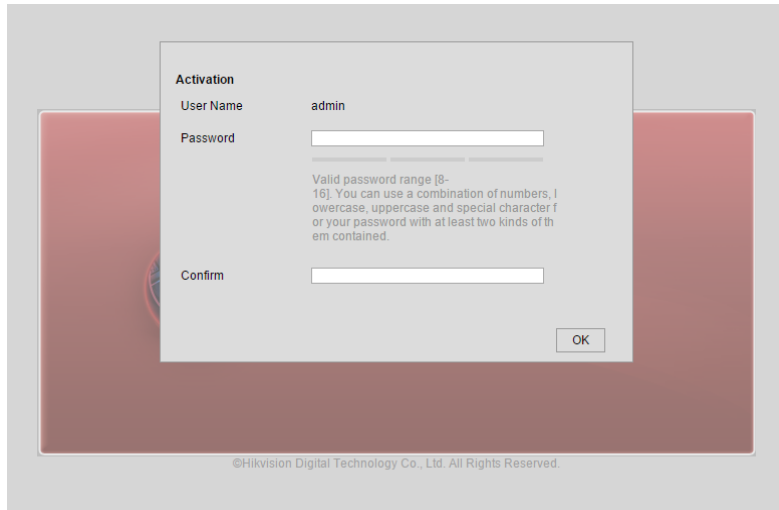 Activation
User Name admin
Password
Valid password range [8-
16]. You can use a combination of numbers, l
owercase, uppercase and special character f
or your password with at least two kinds of th
em contained.
Confirm
OK
©Hikvision Digital Technology Co., Ltd. All Rights Reserved.